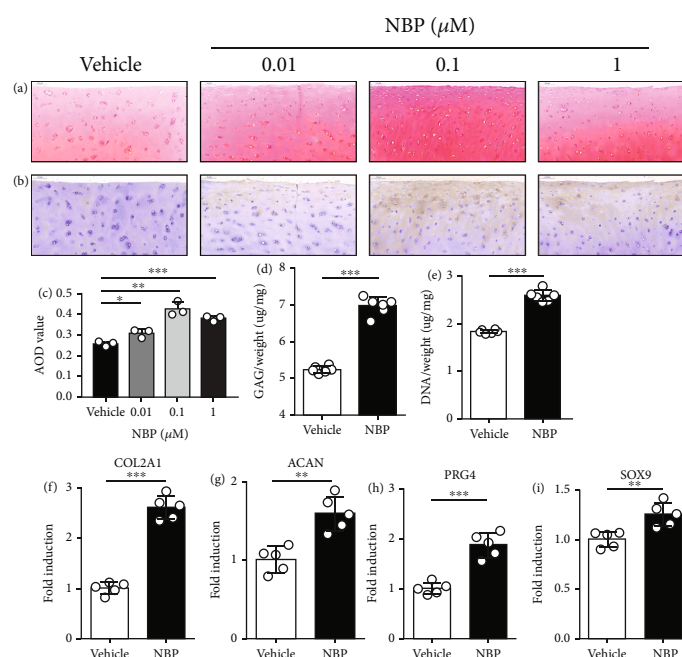 NBP (μM)
Vehicle 0.01 0.1 1
(a)
(b)
(c)
AOD value
0.5
0.4
0.3
0.2
0.1
0.0
***
**
*
Vehicle 0.01 0.1 1
NBP (μM)
(d)
GAG/weight (ug/mg)
8
7
6
5
4
***
Vehicle NBP
(e)
DNA/weight (ug/mg)
3
2
1
0
***
Vehicle NBP
(f)
COL2A1
Fold induction
3
2
1
0
***
Vehicle NBP
(g)
ACAN
Fold induction
2
1
0
**
Vehicle NBP
(h)
PRG4
Fold induction
3
2
1
0
***
Vehicle NBP
(i)
SOX9
Fold induction
1.5
1.0
0.5
0.0
**
Vehicle NBP